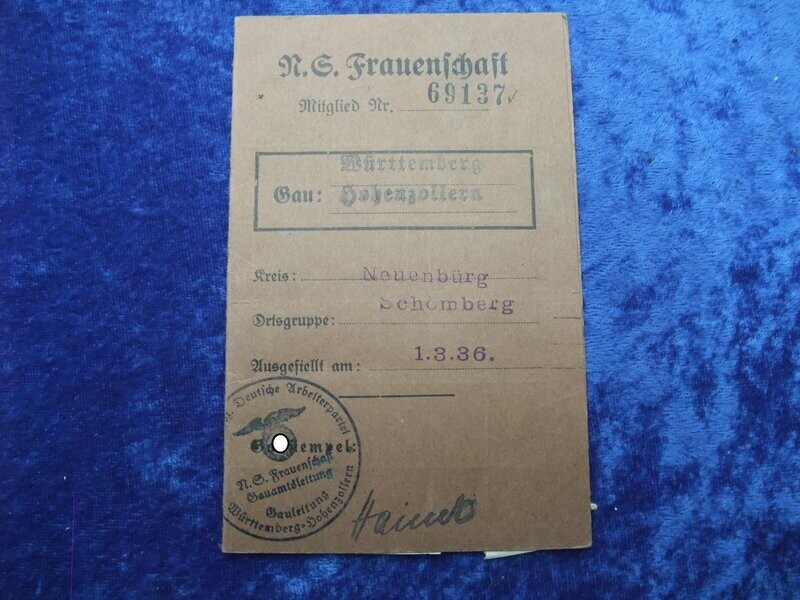 N.S. Frauenschaft
Mitglied Nr. 69137
Württemberg
Gau: Hohenzollern
Kreis: Neuenbürg
Schömberg
Ortsgruppe:
Ausgestellt am: 1.3.36.
Deutsche Arbeiterpartei
N.S. Frauenschaft
Gauamtsleitung
Gauleitung
Württemberg-Hohenzollern